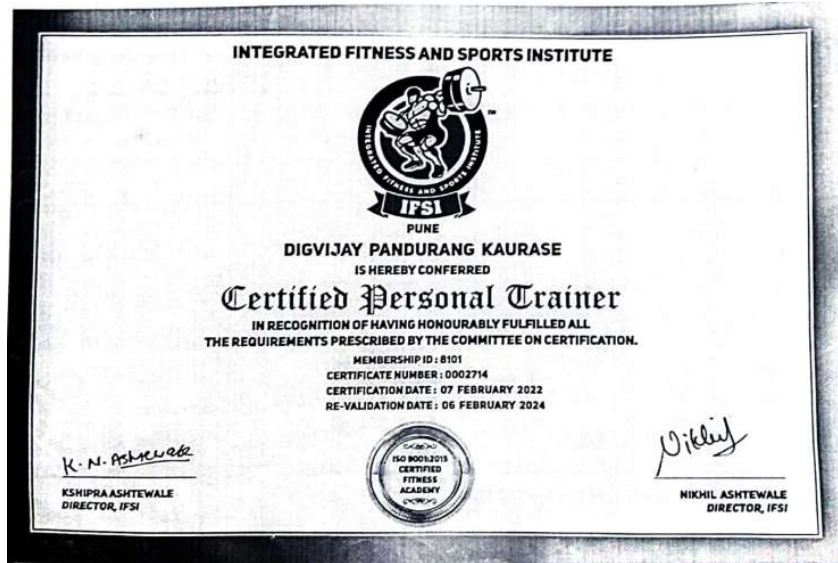 INTEGRATED FITNESS AND SPORTS INSTITUTE
INTEGRATED FITNESS AND SPORTS INSTITUTE
TM
IFSI
PUNE
DIGVIJAY PANDURANG KAURASE
IS HEREBY CONFERRED
Certified Personal Trainer
IN RECOGNITION OF HAVING HONOURABLY FULFILLED ALL
THE REQUIREMENTS PRESCRIBED BY THE COMMITTEE ON CERTIFICATION.
MEMBERSHIP ID : 8101
CERTIFICATE NUMBER : 0002714
CERTIFICATION DATE : 07 FEBRUARY 2022
RE-VALIDATION DATE : 06 FEBRUARY 2024
K. N. Ashtewale
KSHIPRA ASHTEWALE
DIRECTOR, IFSI
ISO 9001:2015
CERTIFIED
FITNESS
ACADEMY
Nikhil
NIKHIL ASHTEWALE
DIRECTOR, IFSI